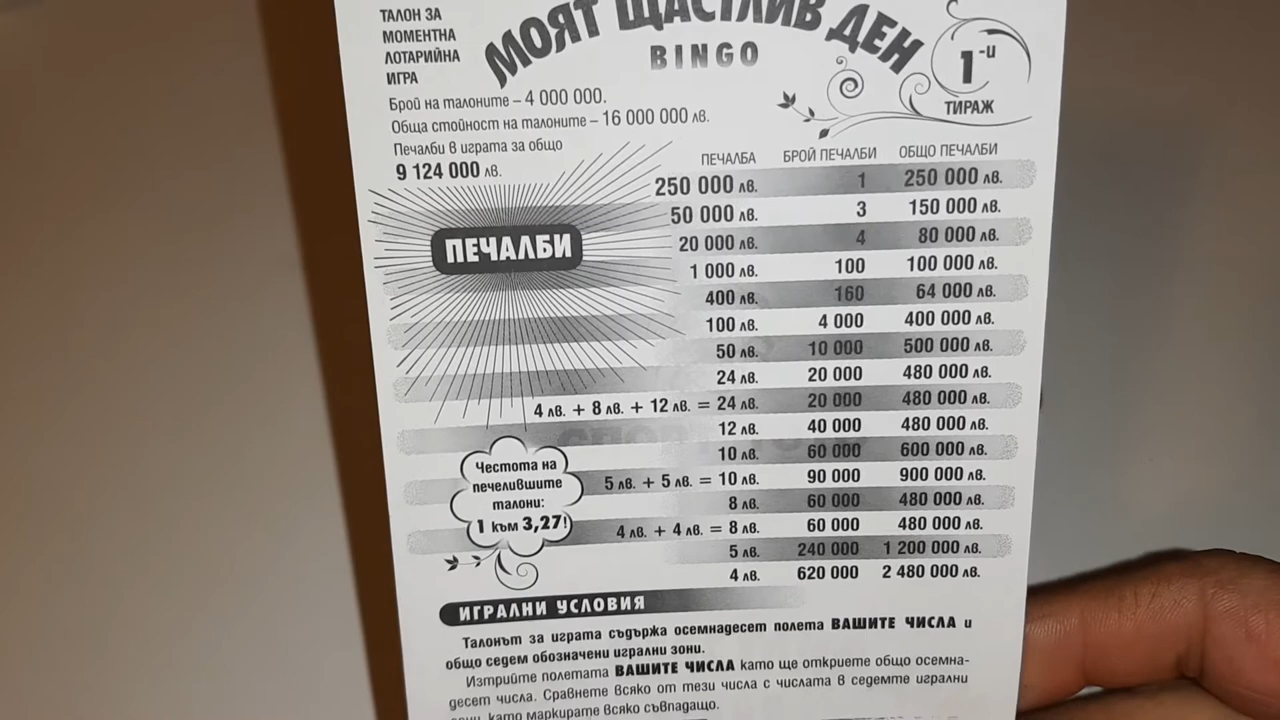 ТАЛОН ЗА
МОМЕНТНА
ЛОТАРИЙНА
ИГРА
МОЯТ ЩАСТЛИВ ДЕН
BINGO
1-и
ТИРАЖ
Брой на талоните – 4 000 000.
Обща стойност на талоните – 16 000 000 лв.
Печалби в играта за общо
9 124 000 лв.
ПЕЧАЛБИ
ПЕЧАЛБА БРОЙ ПЕЧАЛБИ ОБЩО ПЕЧАЛБИ
250 000 лв. 1 250 000 лв.
50 000 лв. 3 150 000 лв.
20 000 лв. 4 80 000 лв.
1 000 лв. 100 100 000 лв.
400 лв. 160 64 000 лв.
100 лв. 4 000 400 000 лв.
50 лв. 10 000 500 000 лв.
24 лв. 20 000 480 000 лв.
4 лв. + 8 лв. + 12 лв. = 24 лв. 20 000 480 000 лв.
12 лв. 40 000 480 000 лв.
10 лв. 60 000 600 000 лв.
5 лв. + 5 лв. = 10 лв. 90 000 900 000 лв.
8 лв. 60 000 480 000 лв.
4 лв. + 4 лв. = 8 лв. 60 000 480 000 лв.
5 лв. 240 000 1 200 000 лв.
4 лв. 620 000 2 480 000 лв.
Честота на
печелившите
талони:
1 към 3,27!
ИГРАЛНИ УСЛОВИЯ
Талонът за играта съдържа осемнадесет полета ВАШИТЕ ЧИСЛА и
общо седем обозначени игрални зони.
Изтрийте полетата ВАШИТЕ ЧИСЛА като ще откриете общо осемна-
десет числа. Сравнете всяко от тези числа с числата в седемте игрални
зони, като маркирате всяко съвпадащо.